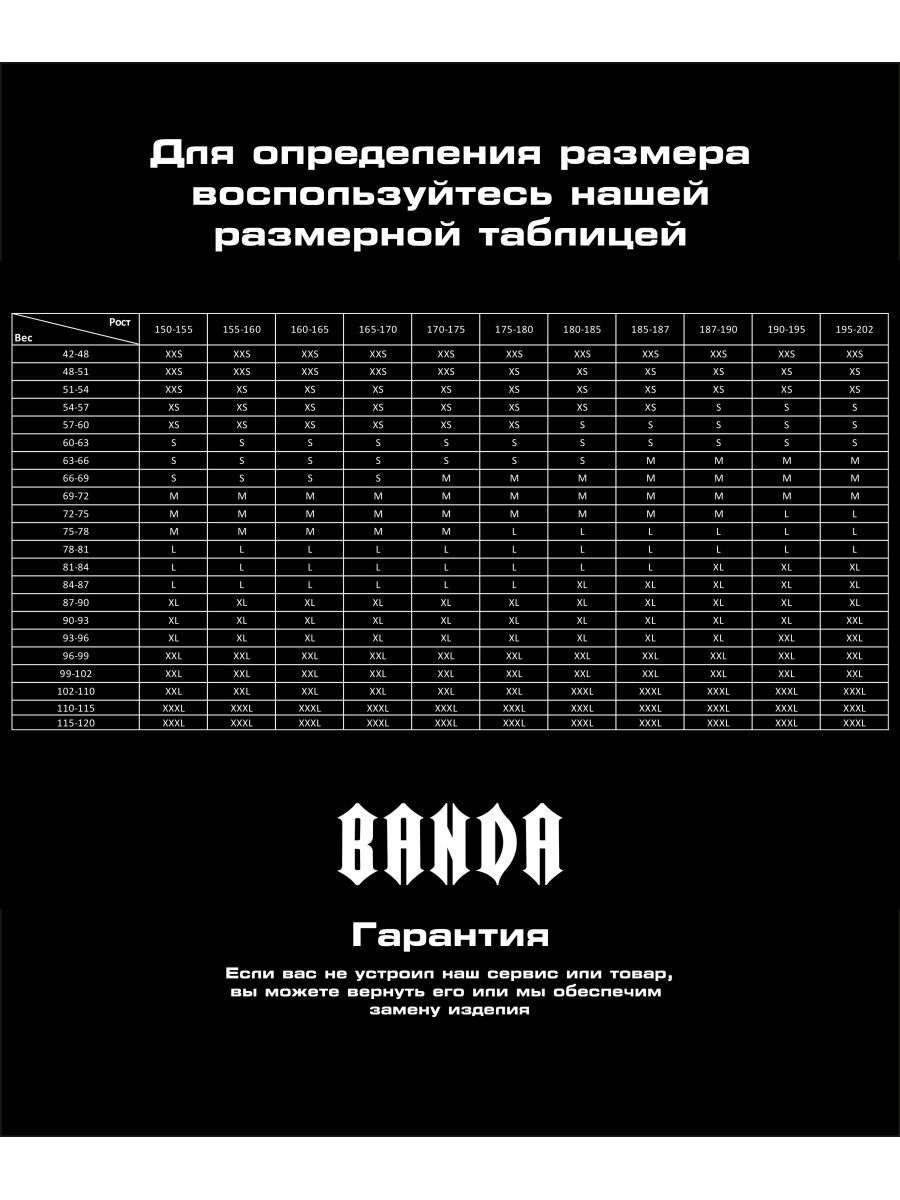 Для определения размера
воспользуйтесь нашей
размерной таблицей
Рост
Вес 150-155 155-160 160-165 165-170 170-175 175-180 180-185 185-187 187-190 190-195 195-202
42-48 XXS XXS XXS XXS XXS XXS XXS XXS XXS XXS XXS
48-51 XXS XXS XXS XXS XXS XS XS XS XS XS XS
51-54 XXS XS XS XS XS XS XS XS XS XS XS
54-57 XS XS XS XS XS XS XS XS S S S
57-60 XS XS XS XS XS XS S S S S S
60-63 S S S S S S S S S S S
63-66 S S S S S S S M M M M
66-69 S S S S M M M M M M M
69-72 M M M M M M M M M M M
72-75 M M M M M M M M M L L
75-78 M M M M M L L L L L L
78-81 L L L L L L L L L L L
81-84 L L L L L L L L XL XL XL
84-87 L L L L L L XL XL XL XL XL
87-90 XL XL XL XL XL XL XL XL XL XL XL
90-93 XL XL XL XL XL XL XL XL XL XL XXL
93-96 XL XL XL XL XL XL XL XL XL XXL XXL
96-99 XXL XXL XXL XXL XXL XXL XXL XXL XXL XXL XXL
99-102 XXL XXL XXL XXL XXL XXL XXL XXL XXL XXL XXL
102-110 XXL XXL XXL XXL XXL XXL XXXL XXXL XXXL XXXL XXXL
110-115 XXXL XXXL XXXL XXXL XXXL XXXL XXXL XXXL XXXL XXXL XXXL
115-120 XXXL XXXL XXXL XXXL XXXL XXXL XXXL XXXL XXXL XXXL XXXL
BANDA
Гарантия
Если вас не устроил наш сервис или товар,
вы можете вернуть его или мы обеспечим
замену изделия